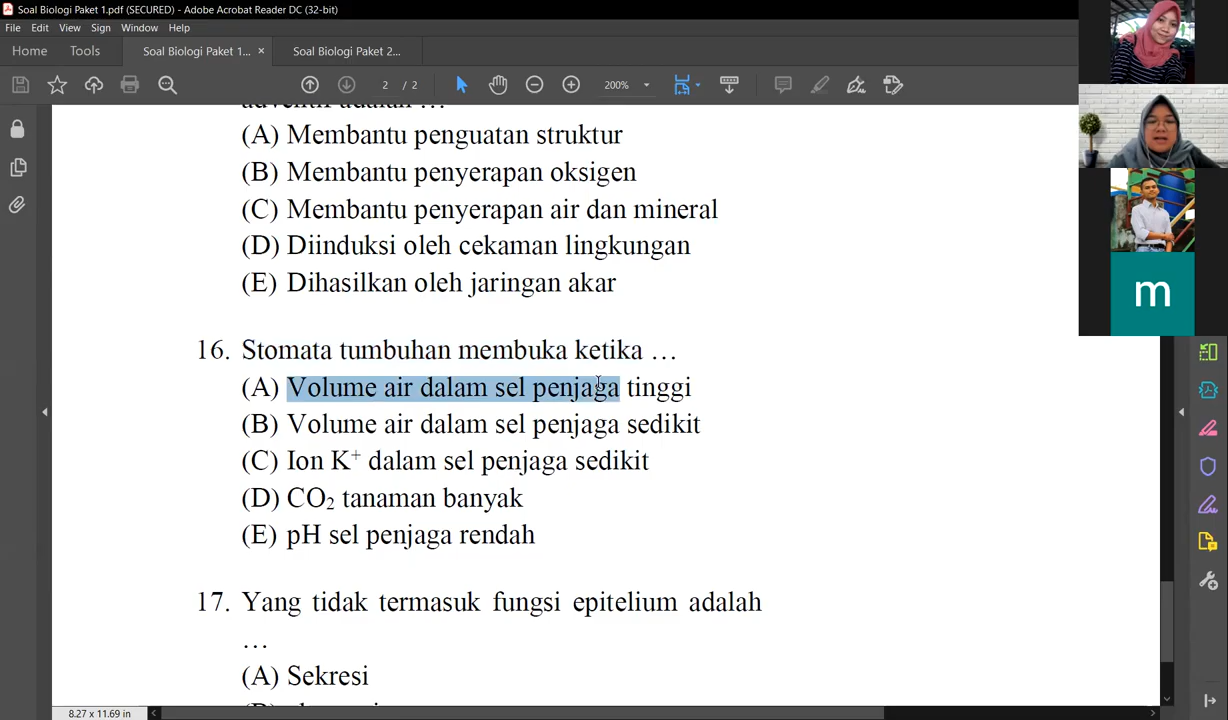 Soal Biologi Paket 1.pdf (SECURED) - Adobe Acrobat Reader DC (32-bit)
File Edit View Sign Window Help
Home Tools Soal Biologi Paket 1... × Soal Biologi Paket 2...
2 / 2 200%
adventif adalah …
(A) Membantu penguatan struktur
(B) Membantu penyerapan oksigen
(C) Membantu penyerapan air dan mineral
(D) Diinduksi oleh cekaman lingkungan
(E) Dihasilkan oleh jaringan akar
16. Stomata tumbuhan membuka ketika …
(A) Volume air dalam sel penjaga tinggi
(B) Volume air dalam sel penjaga sedikit
(C) Ion K⁺ dalam sel penjaga sedikit
(D) CO₂ tanaman banyak
(E) pH sel penjaga rendah
17. Yang tidak termasuk fungsi epitelium adalah
…
(A) Sekresi
8.27 x 11.69 in
m